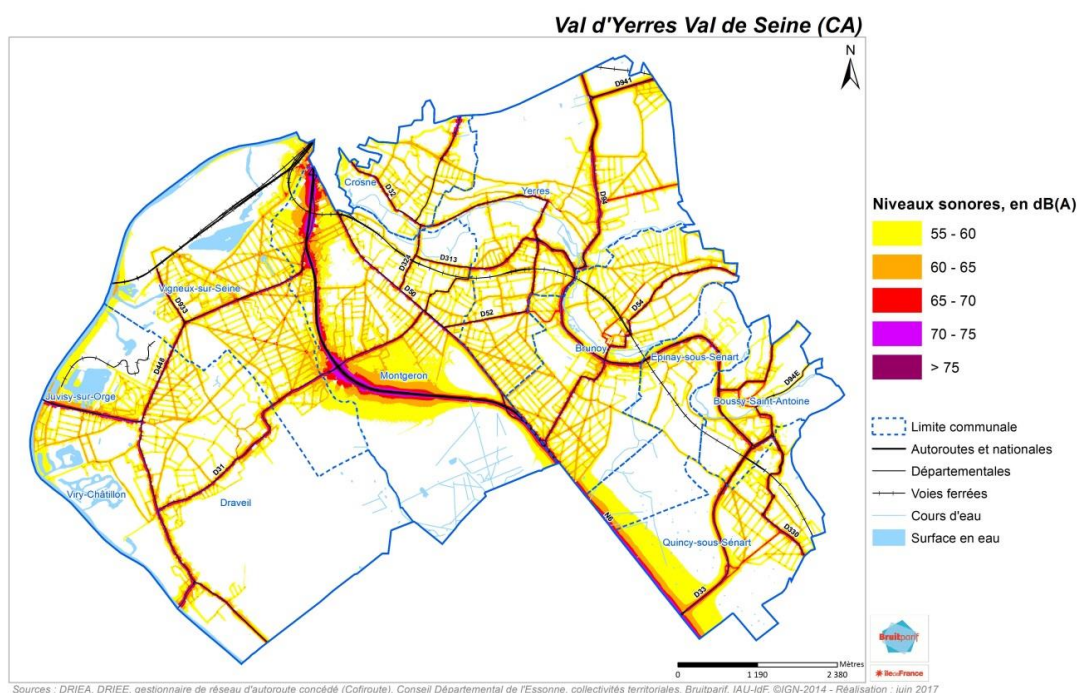 Val d'Yerres Val de Seine (CA)
N
D941
Crosne
D32
Yerres
D94
D324
D313
Vigneux-sur-Seine
D50
D933
D52
D54
Brunoy
Epinay-sous-Sénart
D448
Montgeron
D94E
Juvisy-sur-Orge
Boussy-Saint-Antoine
D31
Viry-Châtillon
Draveil
N6
Quincy-sous-Sénart
D330
D33
Niveaux sonores, en dB(A)
55 - 60
60 - 65
65 - 70
70 - 75
> 75
Limite communale
Autoroutes et nationales
Départementales
Voies ferrées
Cours d'eau
Surface en eau
Bruitparif
îledeFrance
Mètres
0 1 190 2 380
Sources : DRIEA, DRIEE, gestionnaire de réseau d'autoroute concédé (Cofiroute), Conseil Départemental de l'Essonne, collectivités territoriales, Bruitparif, IAU-IdF, ©IGN-2014 - Réalisation : juin 2017